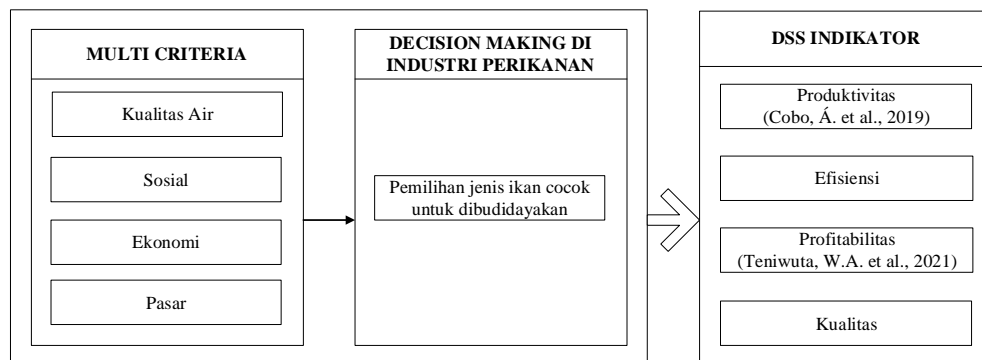 MULTI CRITERIA
Kualitas Air
Sosial
Ekonomi
Pasar
DECISION MAKING DI
INDUSTRI PERIKANAN
Pemilihan jenis ikan cocok
untuk dibudidayakan
DSS INDIKATOR
Produktivitas
(Cobo, Á. et al., 2019)
Efisiensi
Profitabilitas
(Teniwuta, W.A. et al., 2021)
Kualitas